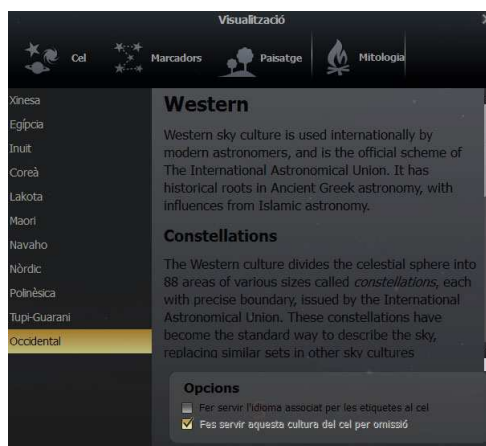 Visualització
Cel
Marcadors
Paisatge
Mitologia
Xinesa
Egípcia
Inuit
Coreà
Lakota
Maori
Navaho
Nòrdic
Polinèsica
Tupi-Guarani
Occidental
Western
Western sky culture is used internationally by
modern astronomers, and is the official scheme of
The International Astronomical Union. It has
historical roots in Ancient Greek astronomy, with
influences from Islamic astronomy.
Constellations
The Western culture divides the celestial sphere into
88 areas of various sizes called constellations, each
with precise boundary, issued by the International
Astronomical Union. These constellations have
become the standard way to describe the sky,
replacing similar sets in other sky cultures
Opcions
Fer servir l'idioma associat per les etiquetes al cel
Fes servir aquesta cultura del cel per omissió